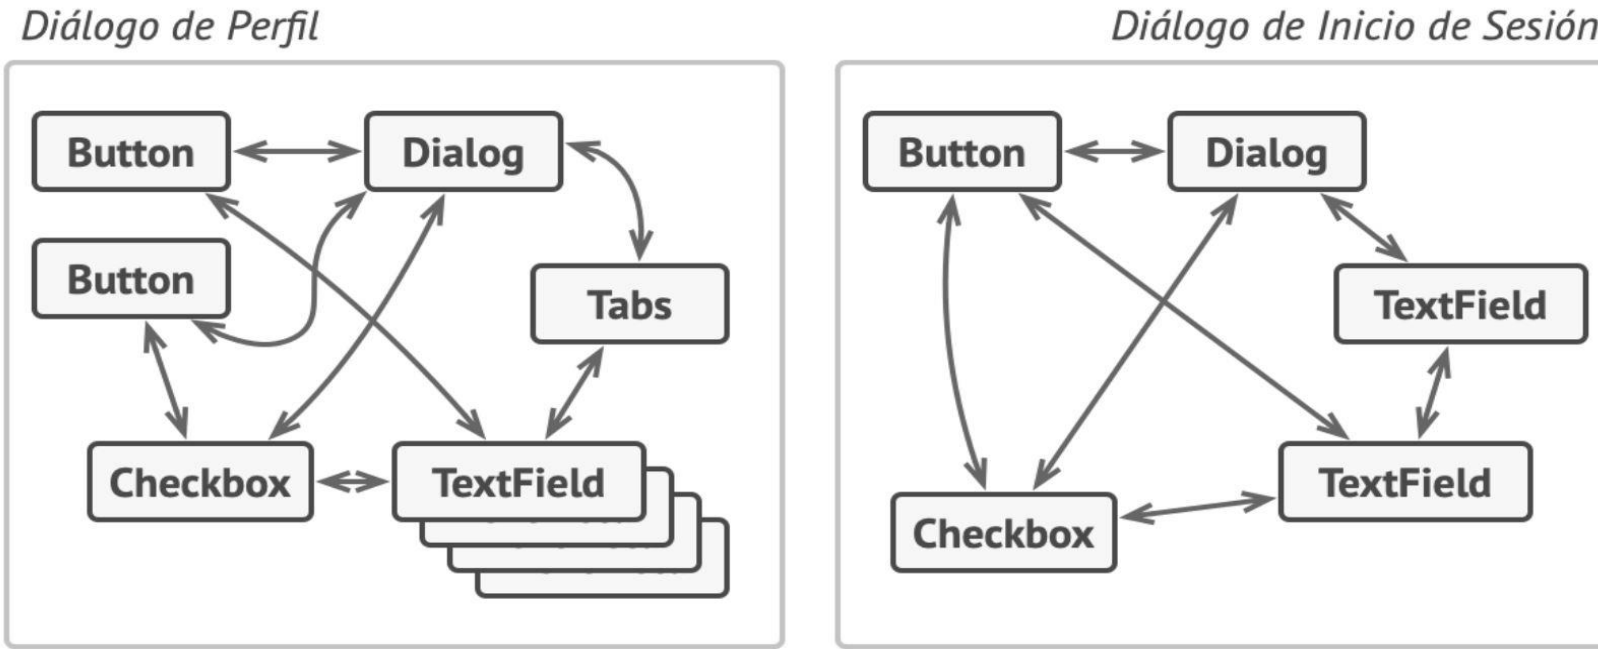 Diálogo de Perfil
Button
Dialog
Button
Tabs
Checkbox
TextField
Diálogo de Inicio de Sesión
Button
Dialog
TextField
TextField
Checkbox